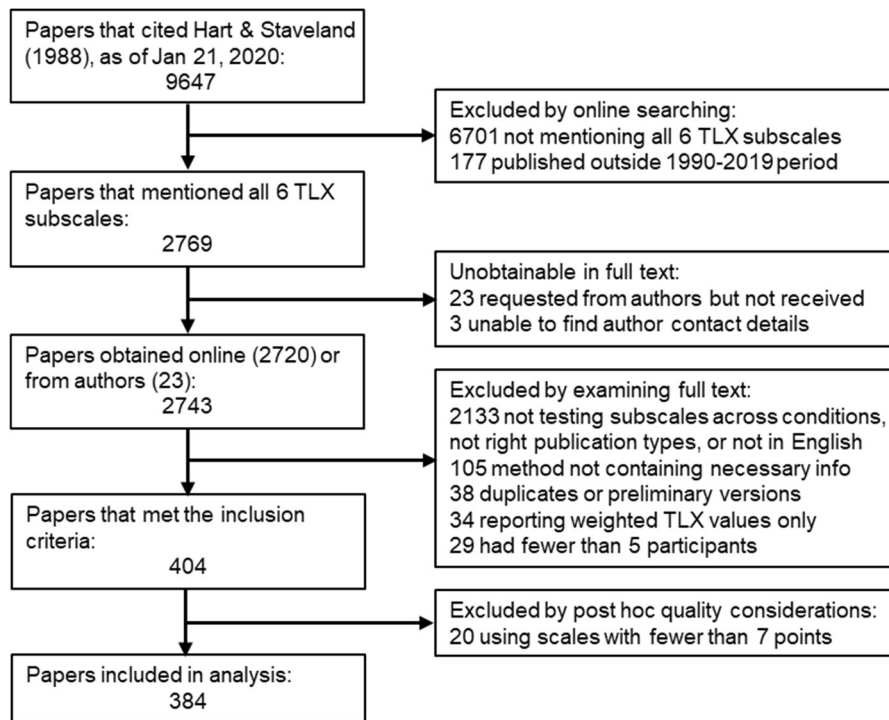 Papers that cited Hart & Staveland
(1988), as of Jan 21, 2020:
9647
Excluded by online searching:
6701 not mentioning all 6 TLX subscales
177 published outside 1990-2019 period
Papers that mentioned all 6 TLX
subscales:
2769
Unobtainable in full text:
23 requested from authors but not received
3 unable to find author contact details
Papers obtained online (2720) or
from authors (23):
2743
Excluded by examining full text:
2133 not testing subscales across conditions,
not right publication types, or not in English
105 method not containing necessary info
38 duplicates or preliminary versions
34 reporting weighted TLX values only
29 had fewer than 5 participants
Papers that met the inclusion
criteria:
404
Excluded by post hoc quality considerations:
20 using scales with fewer than 7 points
Papers included in analysis:
384